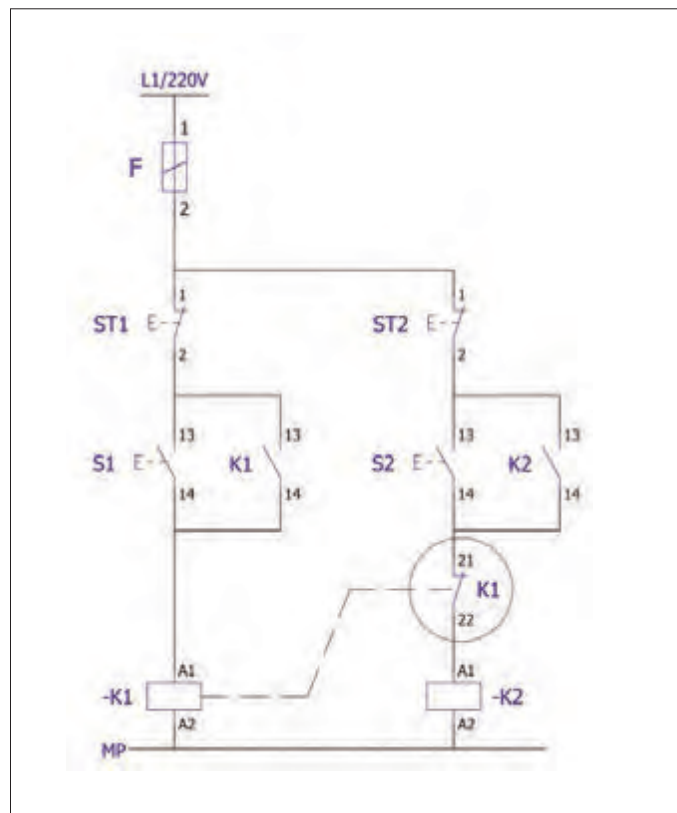 L1/220V
1
F
2
1 1
ST1 E ST2 E
2 2
13 13 13 13
S1 E K1 S2 E K2
14 14 14 14
21
K1
22
A1 A1
-K1 -K2
A2 A2
MP